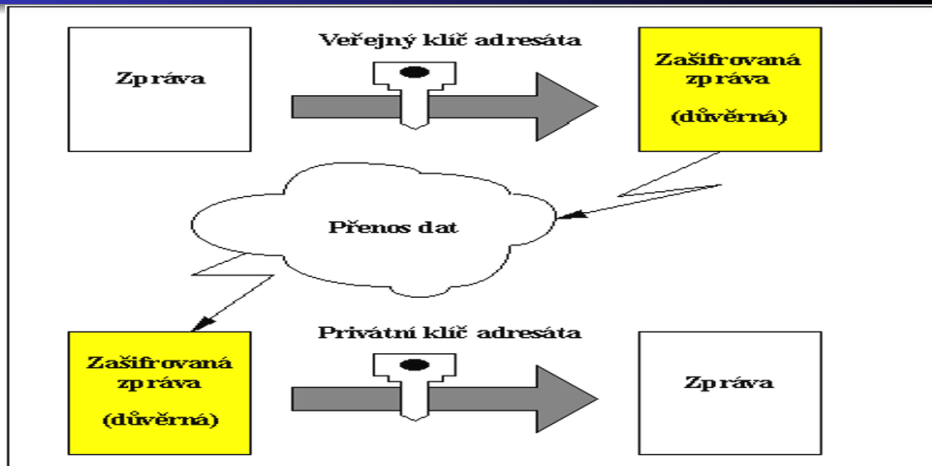 Veřejný klíč adresáta
Zpráva
Zašifrovaná
zpráva
(důvěrná)
Přenos dat
Privátní klíč adresáta
Zašifrovaná
zpráva
(důvěrná)
Zpráva